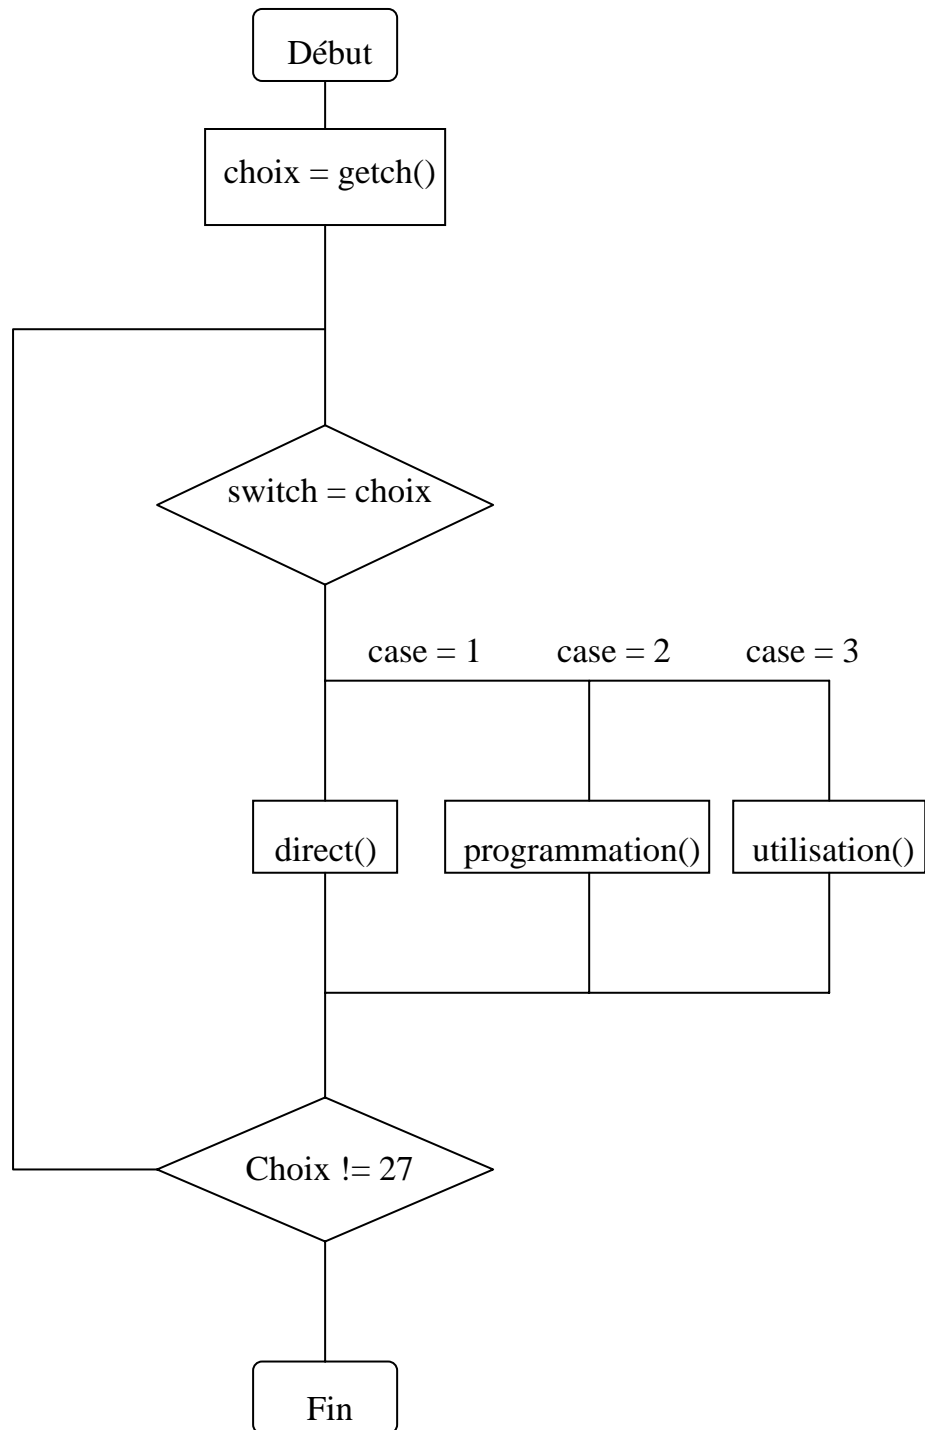 Début
choix = getch()
switch = choix
case = 1
case = 2
case = 3
direct()
programmation()
utilisation()
Choix != 27
Fin